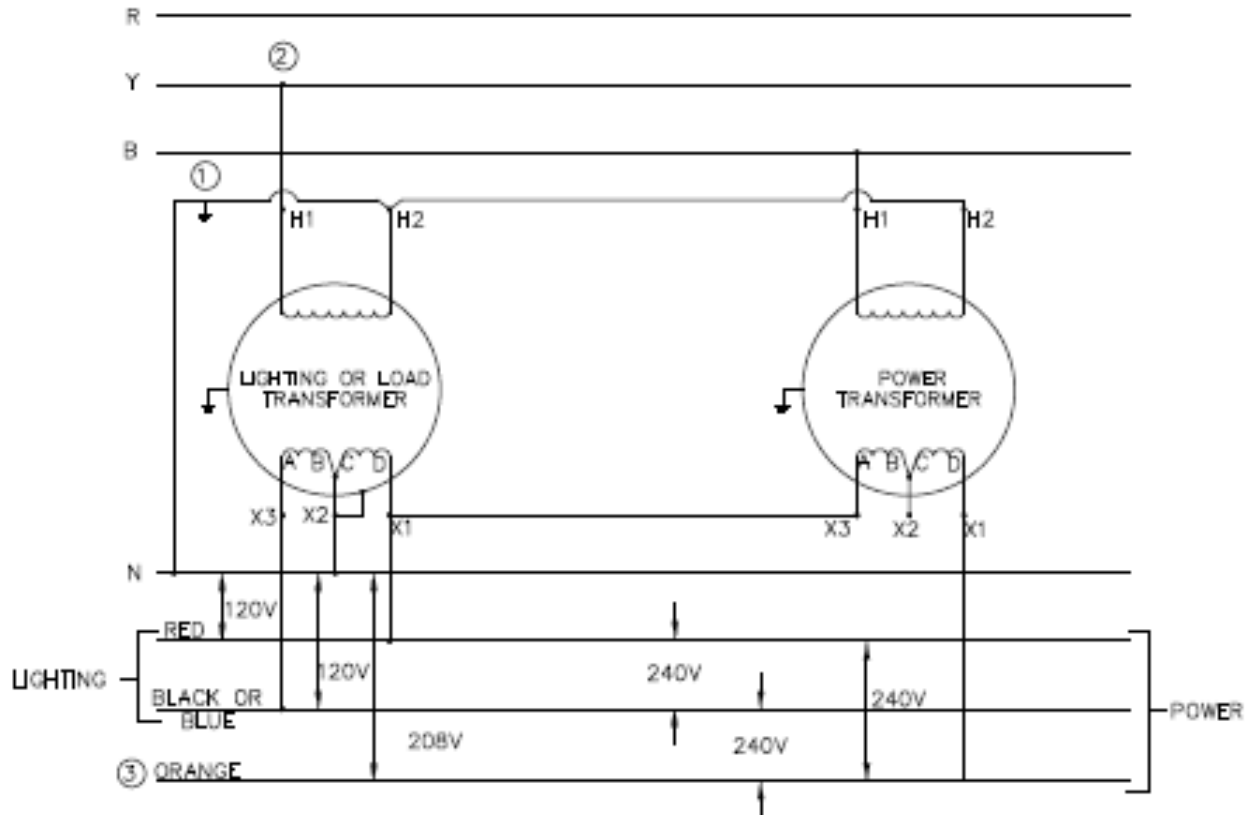 R
②
Y
B
①
H1 H2 H1 H2
LIGHTING OR LOAD
TRANSFORMER
POWER
TRANSFORMER
A B C D A B C D
X3 X2 X1 X3 X2 X1
N
120V
RED
LIGHTING
120V
240V
BLACK OR
BLUE
240V
POWER
208V
240V
③ ORANGE